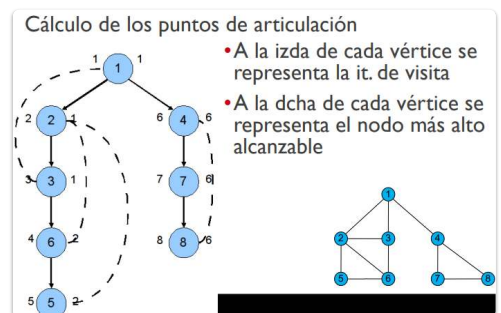 Cálculo de los puntos de articulación
•A la izda de cada vértice se
representa la it. de visita
•A la dcha de cada vértice se
representa el nodo más alto
alcanzable
1 1 1
2 2 1
6 4 6
3 3 1
7 7 6
4 6 2
8 8 6
5 5 2
1
2 3 4
5 6 7 8